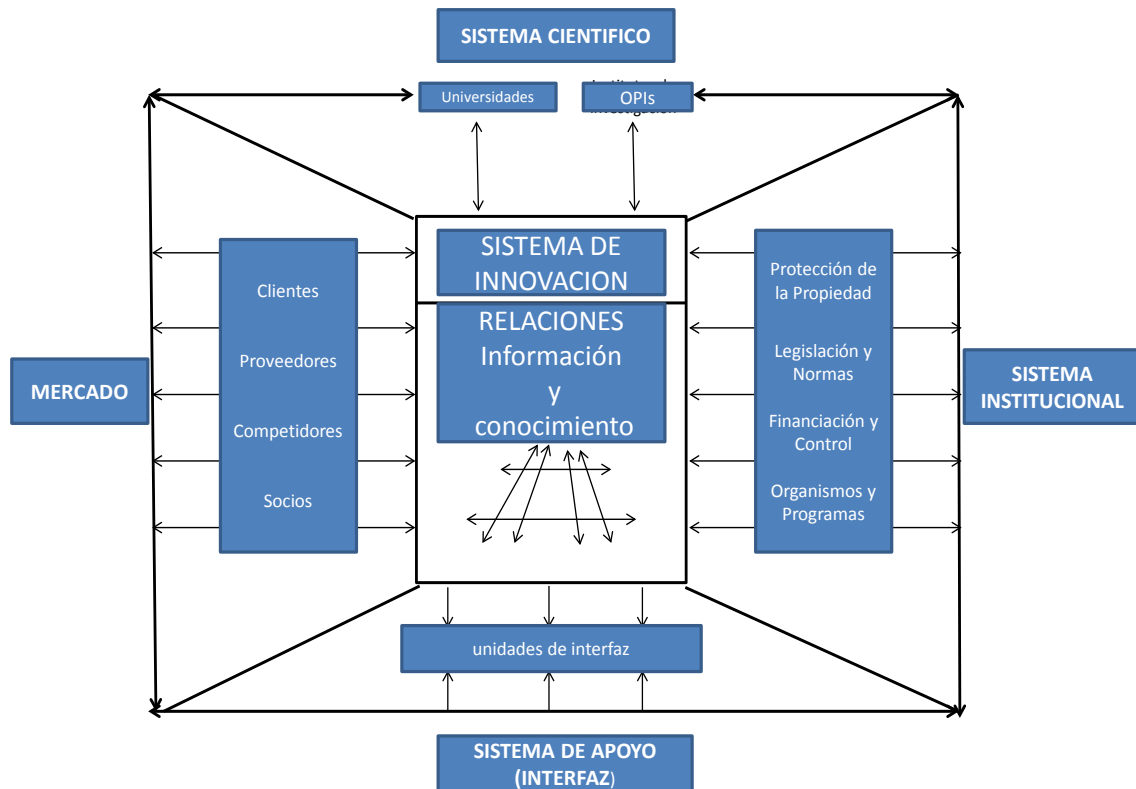 SISTEMA CIENTIFICO
Universidades
OPIs
SISTEMA DE
INNOVACION
RELACIONES
Información
y
conocimiento
Clientes
Proveedores
Competidores
Socios
MERCADO
Protección de
la Propiedad
Legislación y
Normas
Financiación y
Control
Organismos y
Programas
SISTEMA
INSTITUCIONAL
unidades de interfaz
SISTEMA DE APOYO
(INTERFAZ)